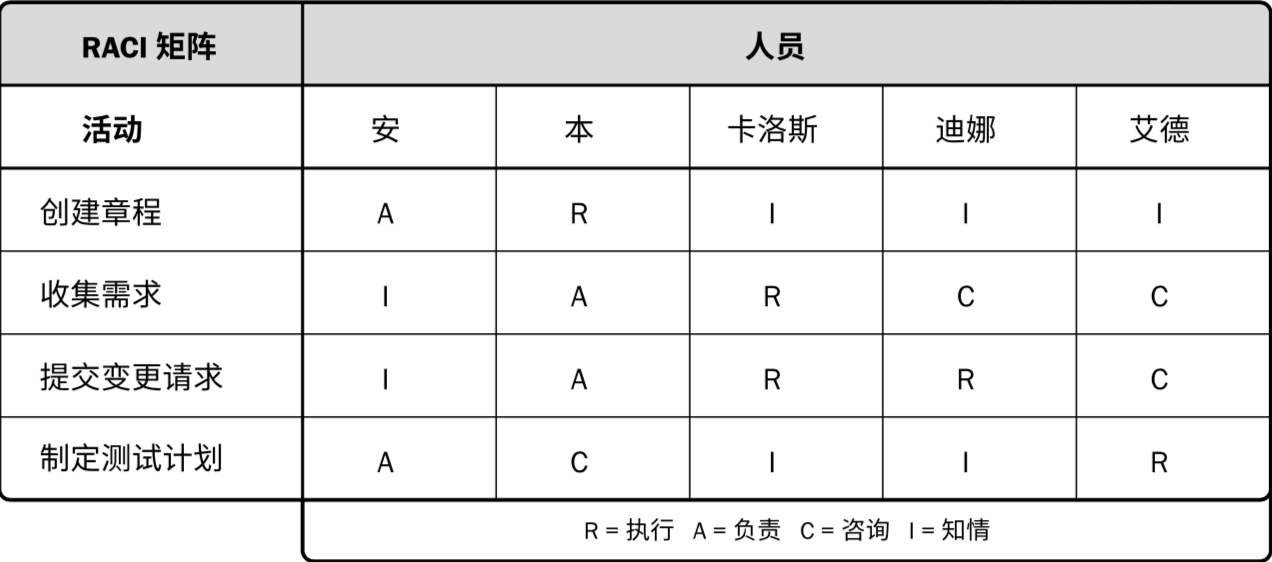 RACI 矩阵 人员
活动 安 本 卡洛斯 迪娜 艾德
创建章程 A R I I I
收集需求 I A R C C
提交变更请求 I A R R C
制定测试计划 A C I I R
R = 执行 A = 负责 C = 咨询 I = 知情